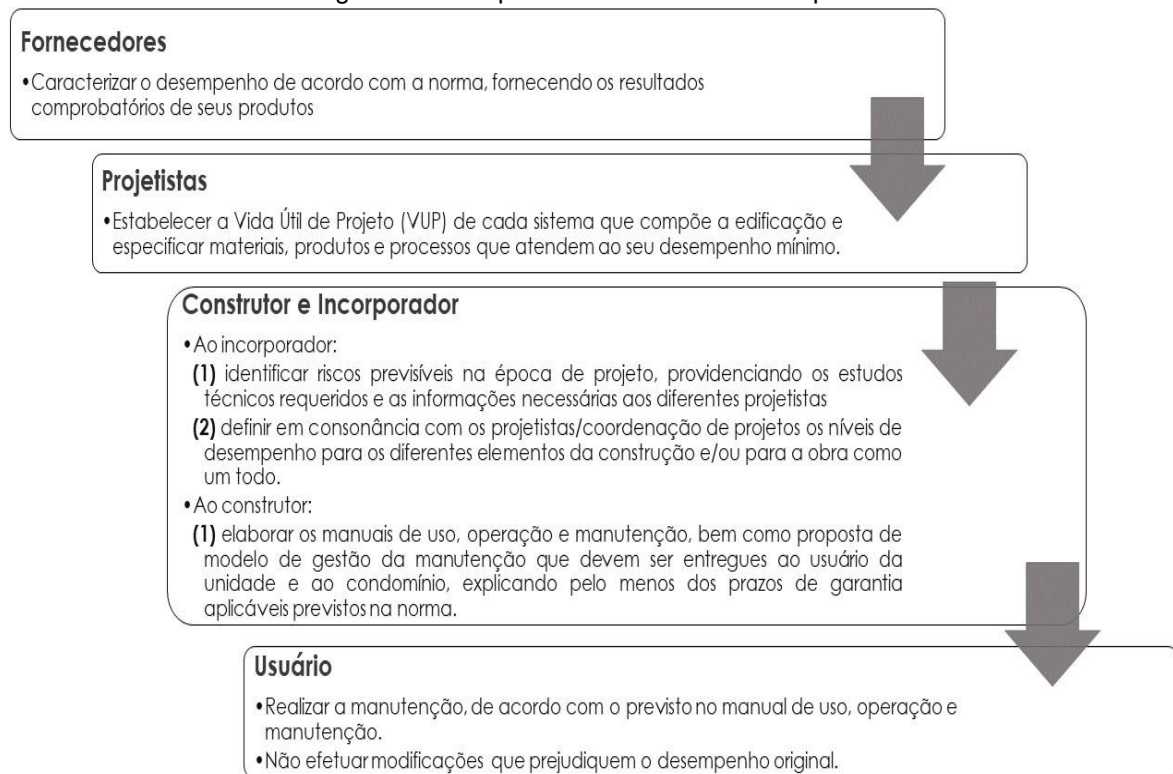 Fornecedores
•Caracterizar o desempenho de acordo com a norma, fornecendo os resultados
comprobatórios de seus produtos
Projetistas
•Estabelecer a Vida Útil de Projeto (VUP) de cada sistema que compõe a edificação e
especificar materiais, produtos e processos que atendem ao seu desempenho mínimo.
Construtor e Incorporador
•Ao incorporador:
(1) identificar riscos previsíveis na época de projeto, providenciando os estudos
técnicos requeridos e as informações necessárias aos diferentes projetistas
(2) definir em consonância com os projetistas/coordenação de projetos os níveis de
desempenho para os diferentes elementos da construção e/ou para a obra como
um todo.
•Ao construtor:
(1) elaborar os manuais de uso, operação e manutenção, bem como proposta de
modelo de gestão da manutenção que devem ser entregues ao usuário da
unidade e ao condomínio, explicando pelo menos dos prazos de garantia
aplicáveis previstos na norma.
Usuário
•Realizar a manutenção, de acordo com o previsto no manual de uso, operação e
manutenção.
•Não efetuar modificações que prejudiquem o desempenho original.